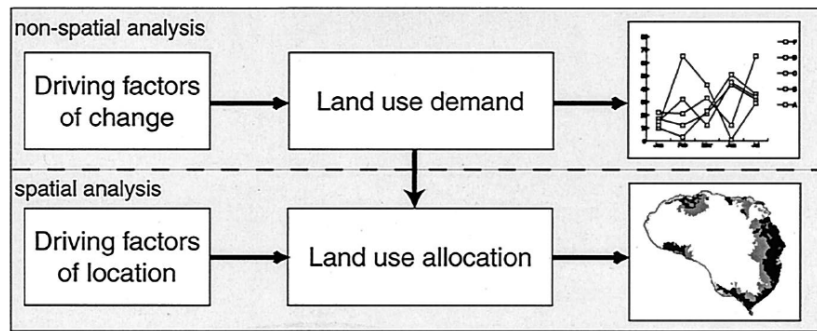 non-spatial analysis
Driving factors
of change
Land use demand
spatial analysis
Driving factors
of location
Land use allocation